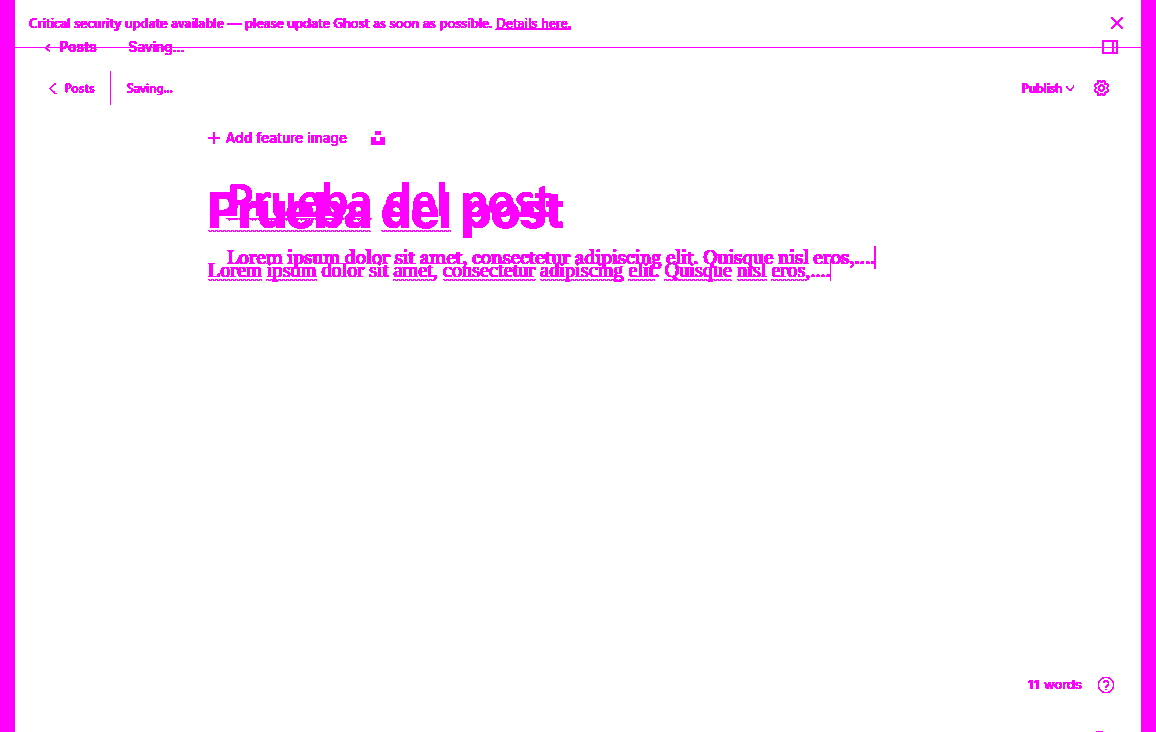 Critical security update available — please update Ghost as soon as possible. Details here.
Posts Saving...
Posts Saving... Publish
+ Add feature image
Prueba del post
Prueba del post
Lorem ipsum dolor sit amet, consectetur adipiscing elit. Quisque nisl eros,....
Lorem ipsum dolor sit amet, consectetur adipiscing elit. Quisque nisl eros,....
11 words